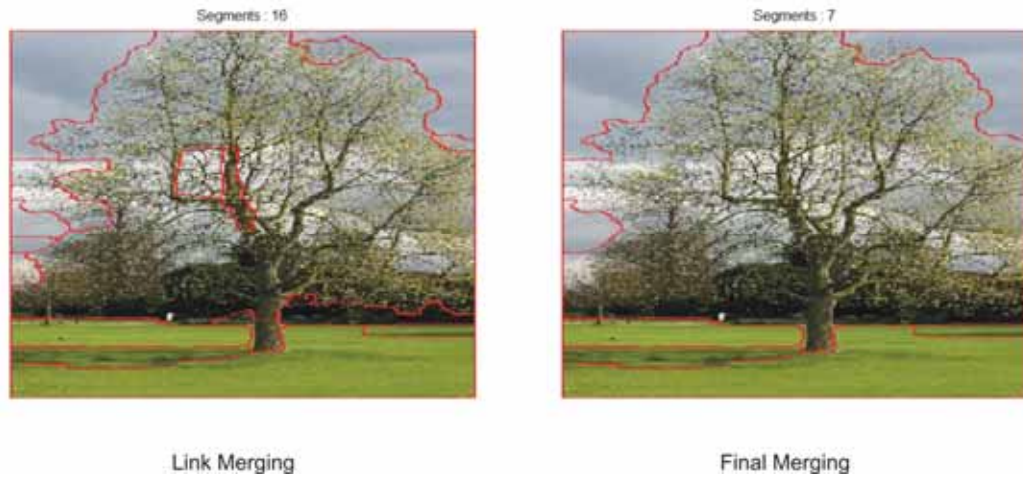 Segments : 16
Segments : 7
Link Merging
Final Merging